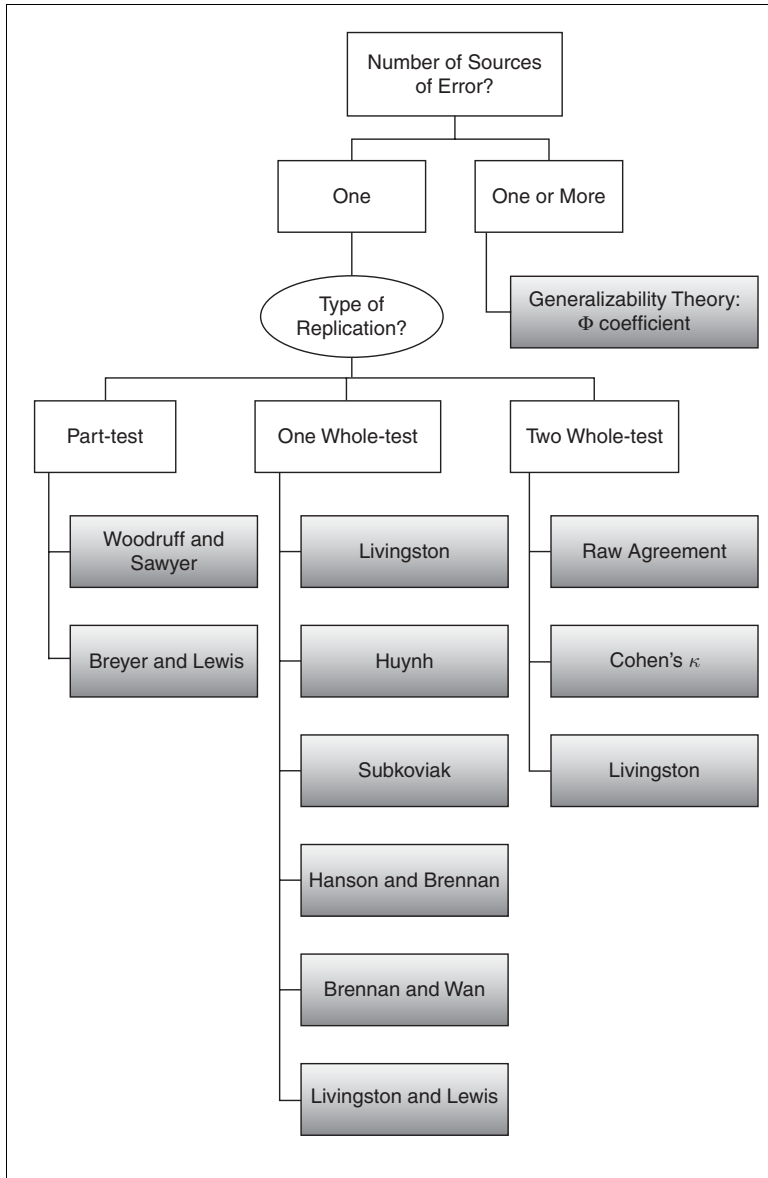 Number of Sources
of Error?
One
One or More
Type of
Replication?
Generalizability Theory:
Φ coefficient
Part-test
One Whole-test
Two Whole-test
Woodruff and
Sawyer
Livingston
Raw Agreement
Breyer and Lewis
Huynh
Cohen's κ
Subkoviak
Livingston
Hanson and Brennan
Brennan and Wan
Livingston and Lewis